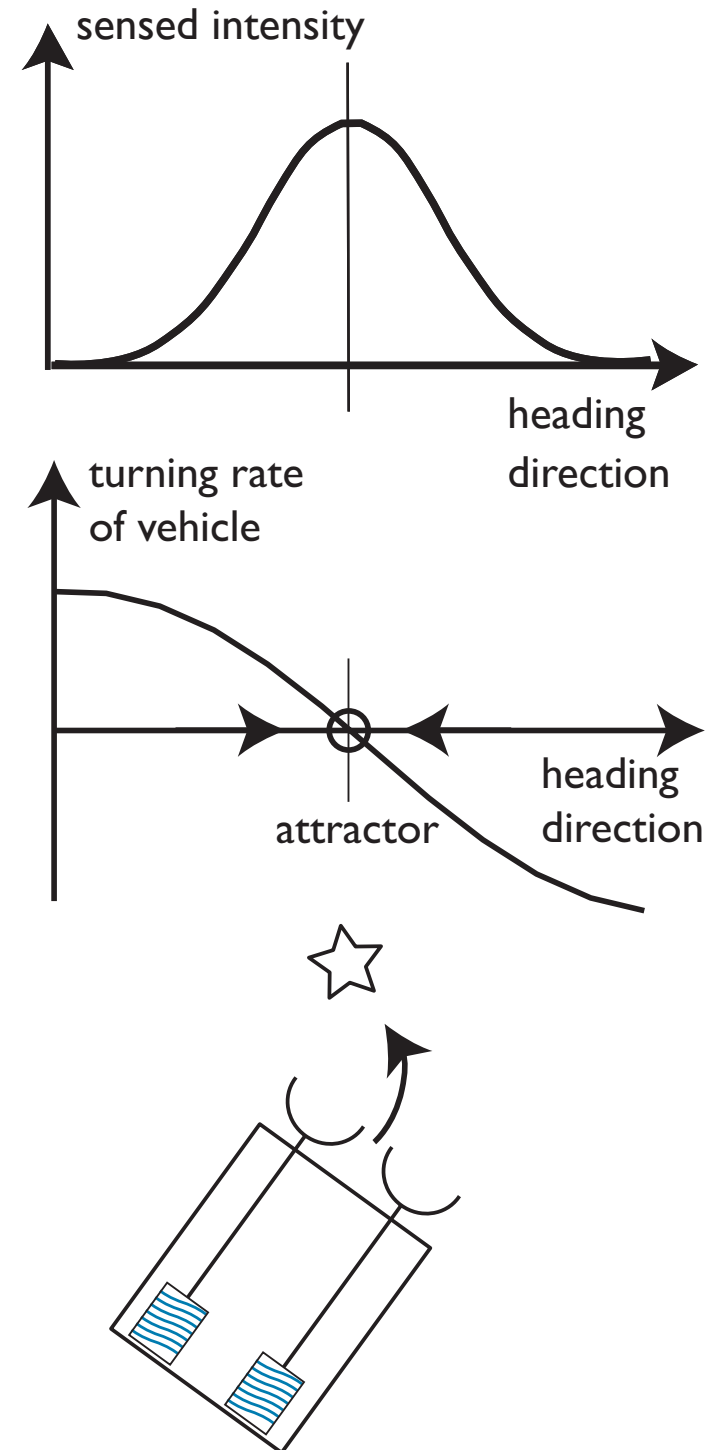 sensed intensity
heading
direction
turning rate
of vehicle
heading
direction
attractor